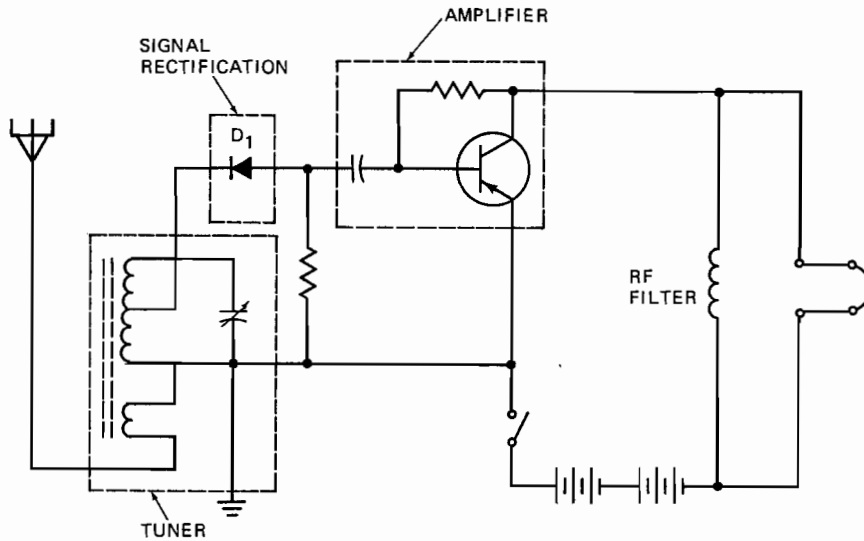 AMPLIFIER
SIGNAL
RECTIFICATION
D1
RF
FILTER
TUNER